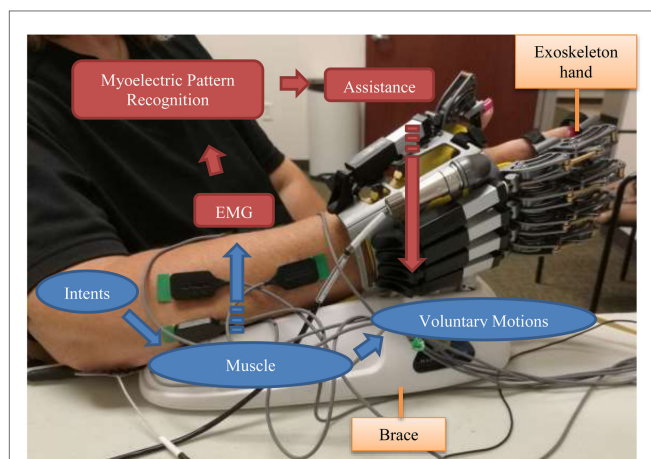 Exoskeleton
hand
Myoelectric Pattern
Recognition
Assistance
EMG
Intents
Voluntary Motions
Muscle
Brace